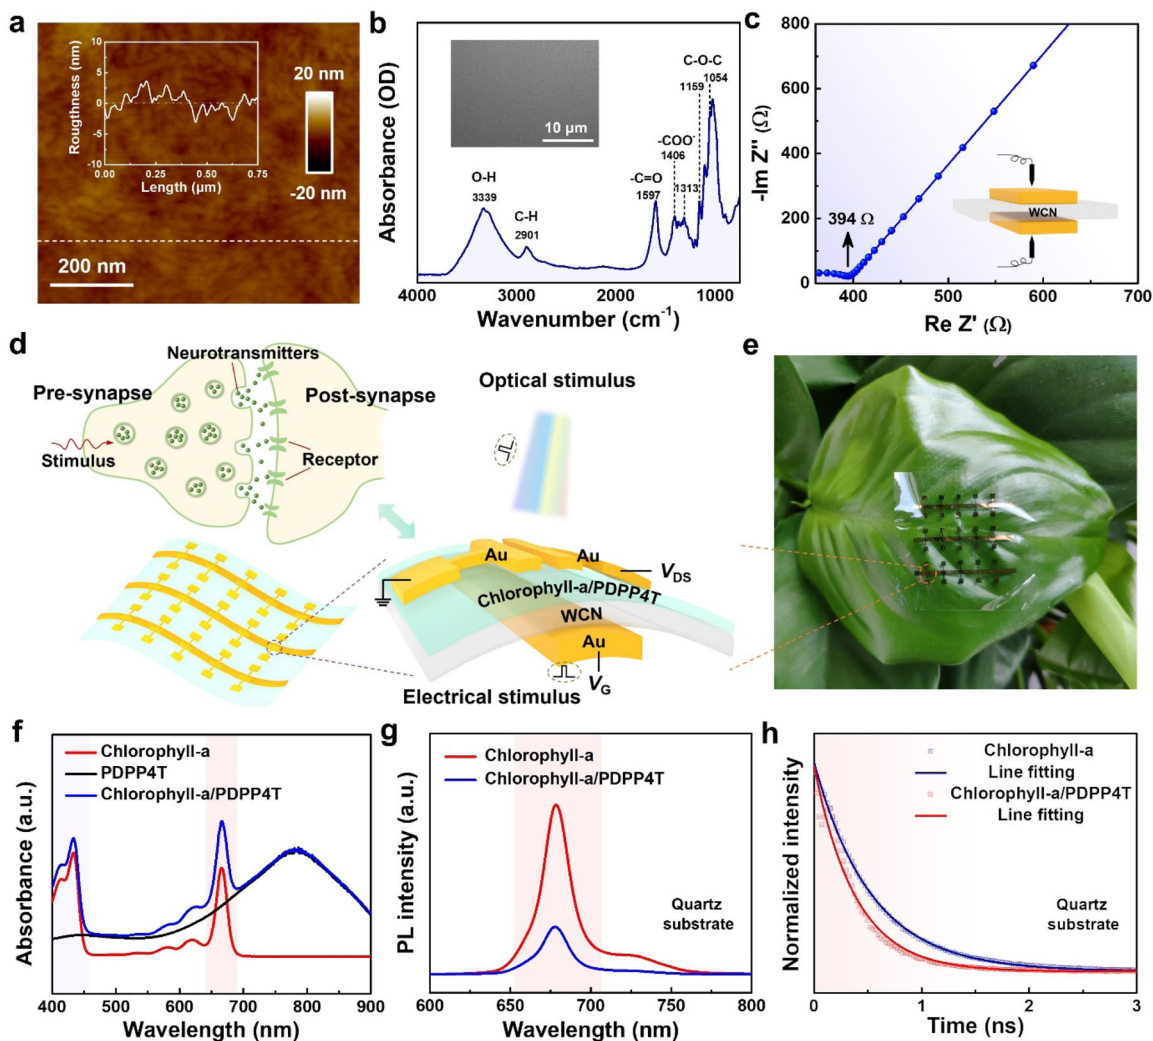 a
Rougthness (nm)
10
5
0
-5
-10
0.00
0.25
0.50
0.75
Length (μm)
20 nm
-20 nm
200 nm
b
Absorbance (OD)
10 μm
O-H
3339
C-H
2901
-C=O
1597
-COO⁻
1406
1313
C-O-C
1159
1054
4000
3000
2000
1000
Wavenumber (cm⁻¹)
c
-Im Z'' (Ω)
800
600
400
200
0
394 Ω
WCN
400
500
600
700
Re Z' (Ω)
d
Neurotransmitters
Pre-synapse
Post-synapse
Stimulus
Receptor
Optical stimulus
Au
Au
VDS
Chlorophyll-a/PDPP4T
WCN
Au
VG
Electrical stimulus
e
f
Absorbance (a.u.)
Chlorophyll-a
PDPP4T
Chlorophyll-a/PDPP4T
400
500
600
700
800
900
Wavelength (nm)
g
PL intensity (a.u.)
Chlorophyll-a
Chlorophyll-a/PDPP4T
Quartz
substrate
600
650
700
750
800
Wavelength (nm)
h
Normalized intensity
Chlorophyll-a
Line fitting
Chlorophyll-a/PDPP4T
Line fitting
Quartz
substrate
0
1
2
3
Time (ns)